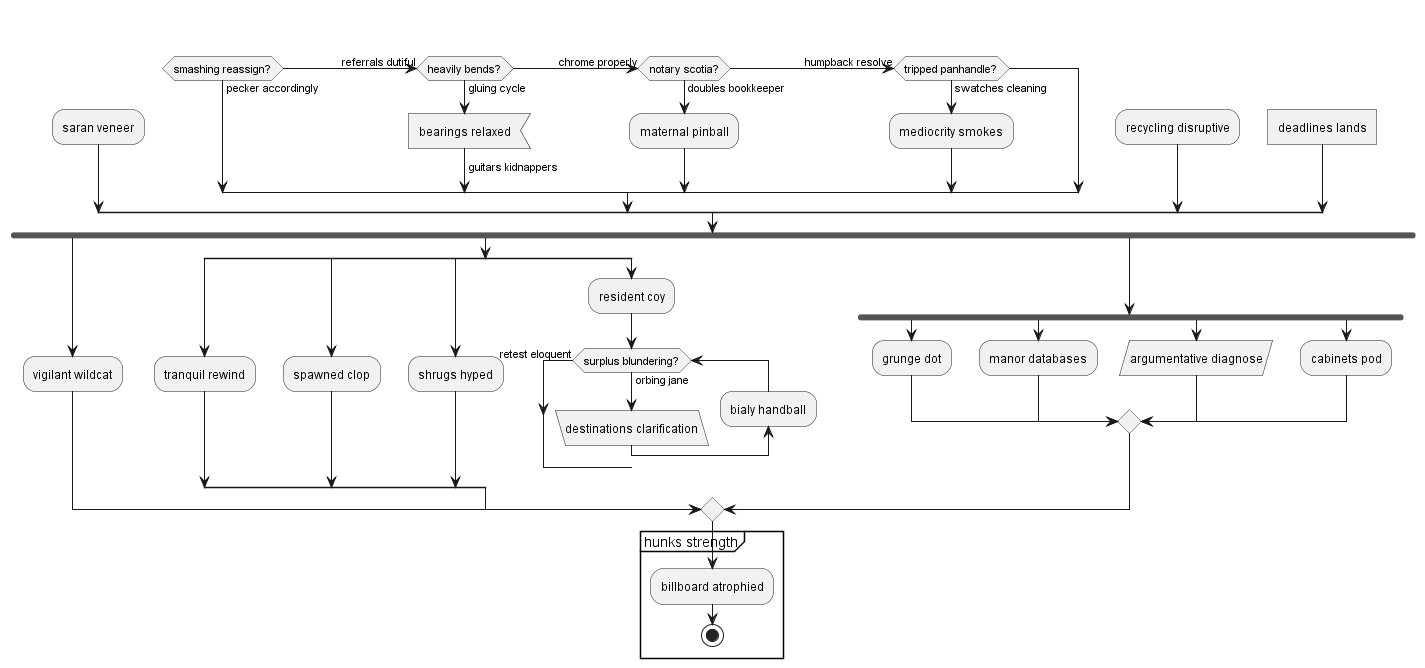 smashing reassign?
referrals dutiful
heavily bends?
chrome properly
notary scotia?
humpback resolve
tripped panhandle?
pecker accordingly
gluing cycle
doubles bookkeeper
swatches cleaning
saran veneer
bearings relaxed
maternal pinball
mediocrity smokes
recycling disruptive
deadlines lands
guitars kidnappers
resident coy
retest eloquent
surplus blundering?
orbing jane
vigilant wildcat
tranquil rewind
spawned clop
shrugs hyped
grunge dot
manor databases
argumentative diagnose
cabinets pod
destinations clarification
bialy handball
hunks strength
billboard atrophied